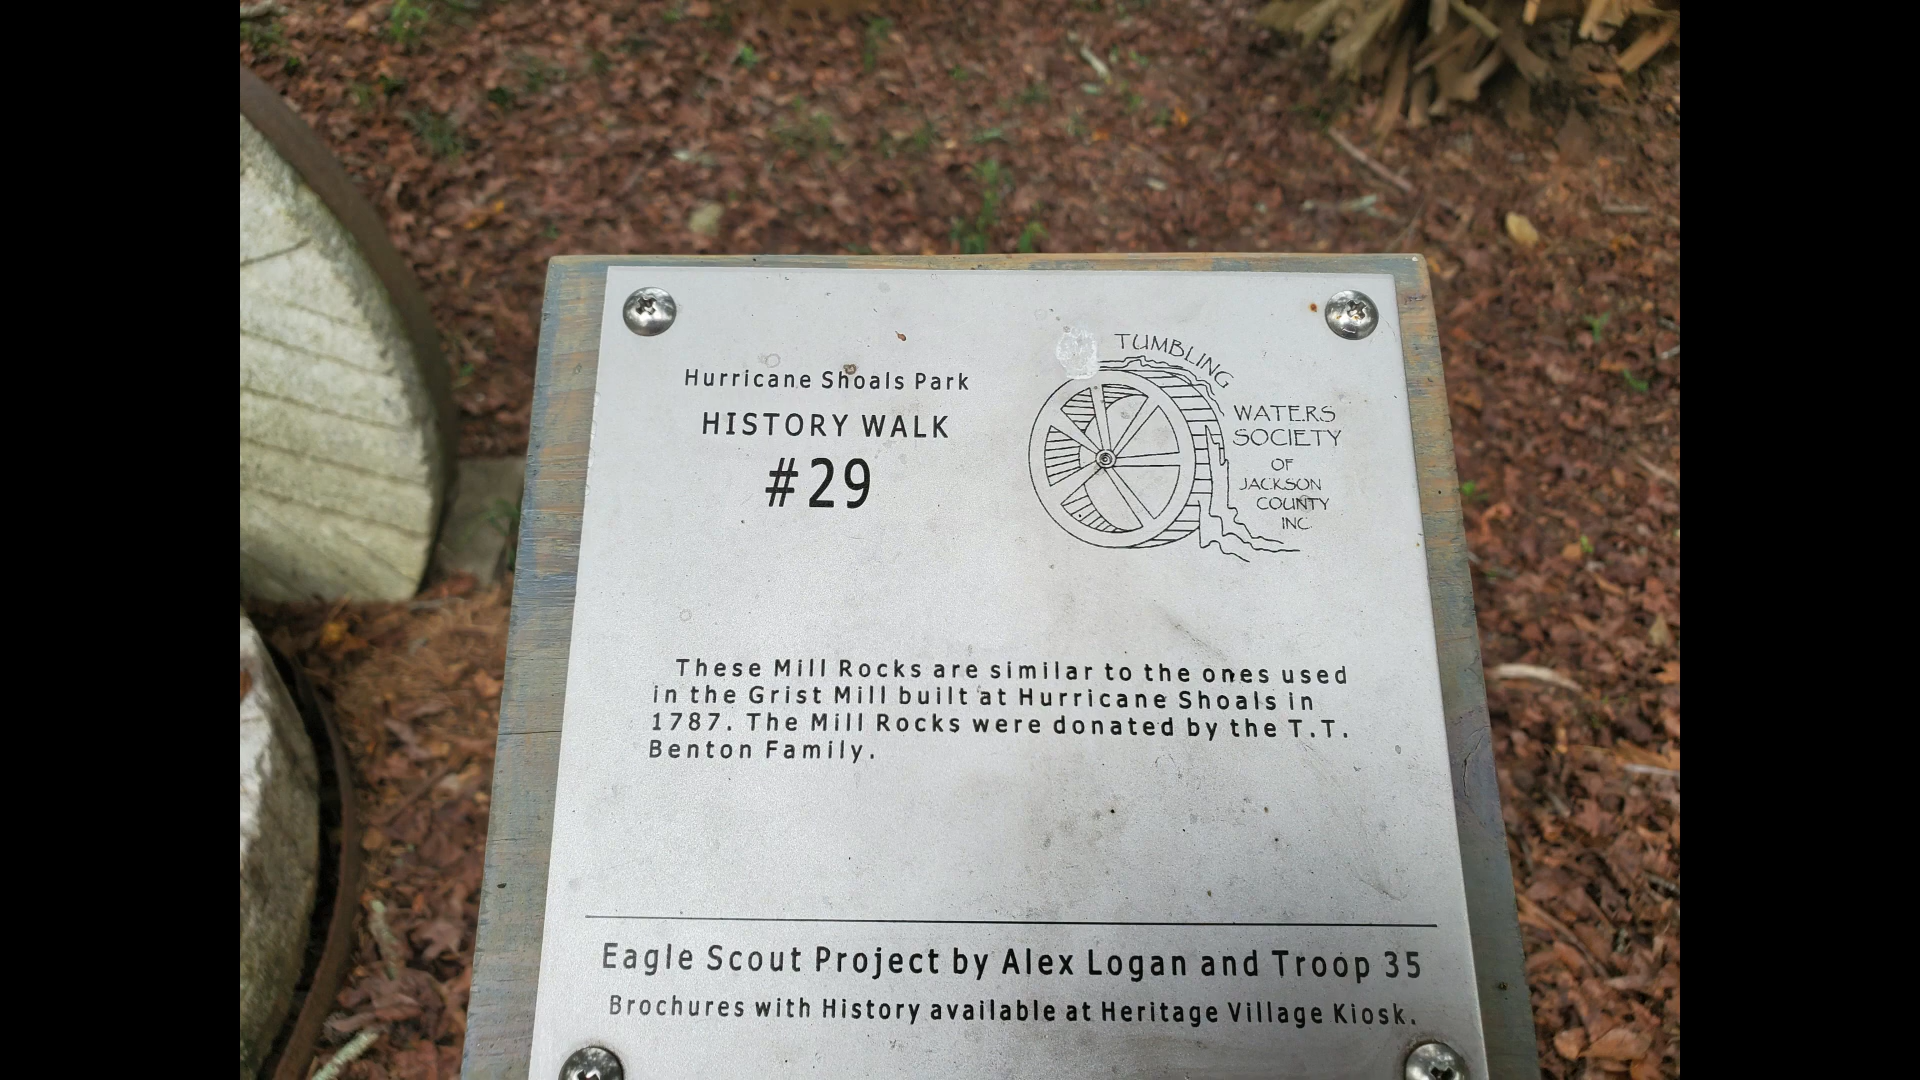 Hurricane Shoals Park
HISTORY WALK
#29
TUMBLING
WATERS
SOCIETY
OF
JACKSON
COUNTY
INC.
These Mill Rocks are similar to the ones used
in the Grist Mill built at Hurricane Shoals in
1787. The Mill Rocks were donated by the T.T.
Benton Family.
Eagle Scout Project by Alex Logan and Troop 35
Brochures with History available at Heritage Village Kiosk.